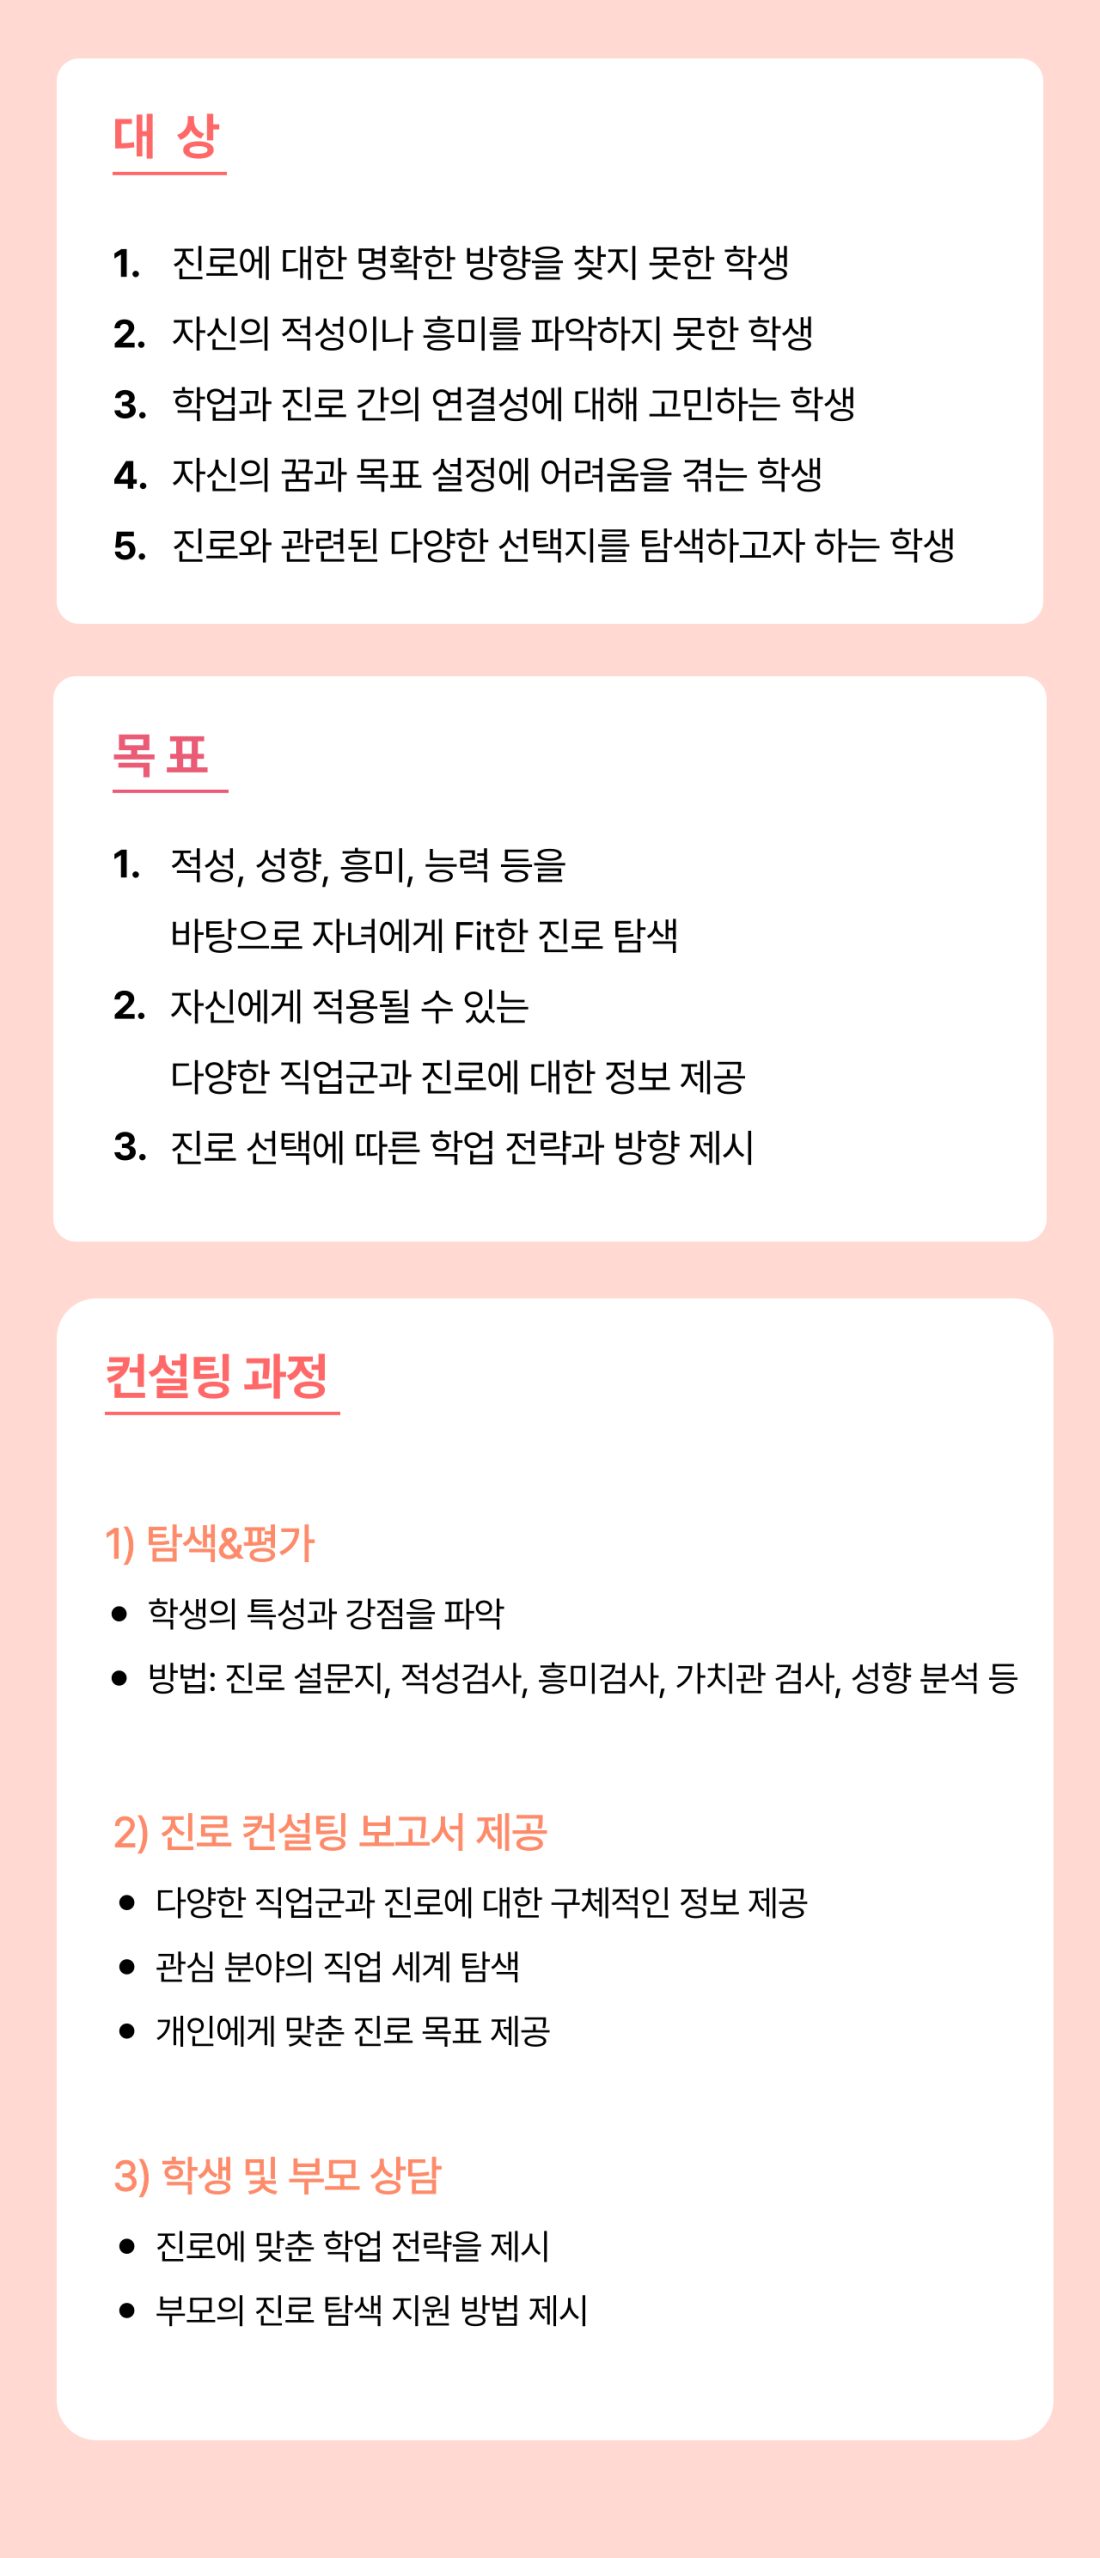 대 상
1. 진로에 대한 명확한 방향을 찾지 못한 학생
2. 자신의 적성이나 흥미를 파악하지 못한 학생
3. 학업과 진로 간의 연결성에 대해 고민하는 학생
4. 자신의 꿈과 목표 설정에 어려움을 겪는 학생
5. 진로와 관련된 다양한 선택지를 탐색하고자 하는 학생
목 표
1. 적성, 성향, 흥미, 능력 등을
바탕으로 자녀에게 Fit한 진로 탐색
2. 자신에게 적용될 수 있는
다양한 직업군과 진로에 대한 정보 제공
3. 진로 선택에 따른 학업 전략과 방향 제시
컨설팅 과정
1) 탐색&평가
● 학생의 특성과 강점을 파악
● 방법: 진로 설문지, 적성검사, 흥미검사, 가치관 검사, 성향 분석 등
2) 진로 컨설팅 보고서 제공
● 다양한 직업군과 진로에 대한 구체적인 정보 제공
● 관심 분야의 직업 세계 탐색
● 개인에게 맞춘 진로 목표 제공
3) 학생 및 부모 상담
● 진로에 맞춘 학업 전략을 제시
● 부모의 진로 탐색 지원 방법 제시